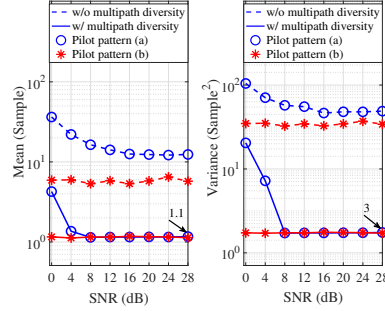 w/o multipath diversity
w/ multipath diversity
Pilot pattern (a)
Pilot pattern (b)
Mean (Sample)
10²
10¹
10⁰
1.1
0 4 8 12 16 20 24 28
SNR (dB)
w/o multipath diversity
w/ multipath diversity
Pilot pattern (a)
Pilot pattern (b)
Variance (Sample²)
10²
10¹
10⁰
3
0 4 8 12 16 20 24 28
SNR (dB)